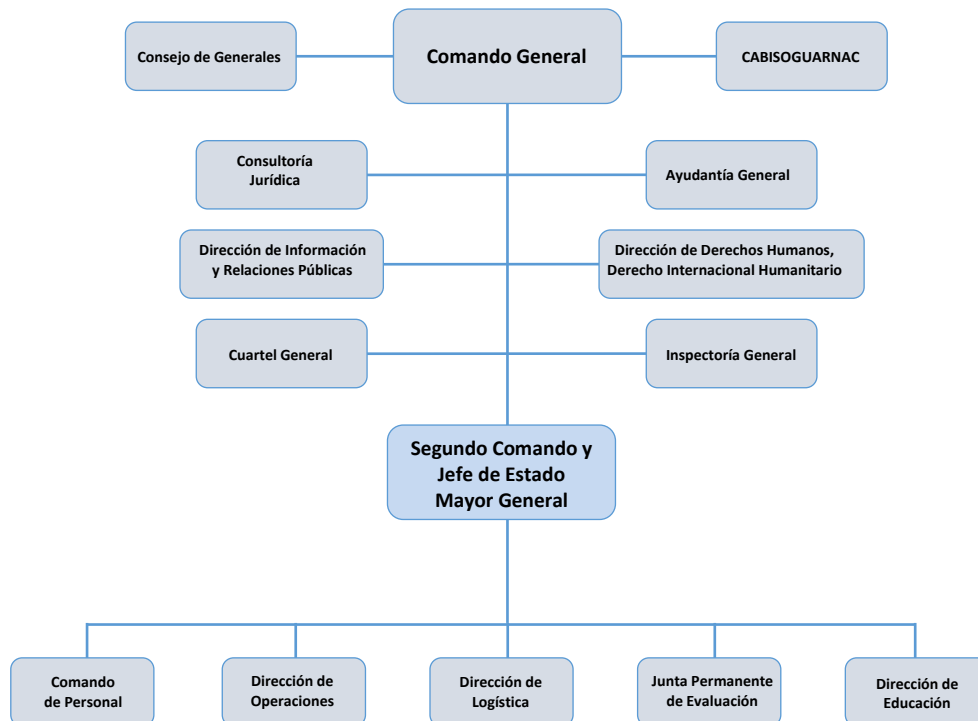 Consejo de Generales
Comando General
CABISOGUARNAC
Consultoría
Jurídica
Ayudantía General
Dirección de Información
y Relaciones Públicas
Dirección de Derechos Humanos,
Derecho Internacional Humanitario
Cuartel General
Inspectoría General
Segundo Comando y
Jefe de Estado
Mayor General
Comando
de Personal
Dirección de
Operaciones
Dirección de
Logística
Junta Permanente
de Evaluación
Dirección de
Educación